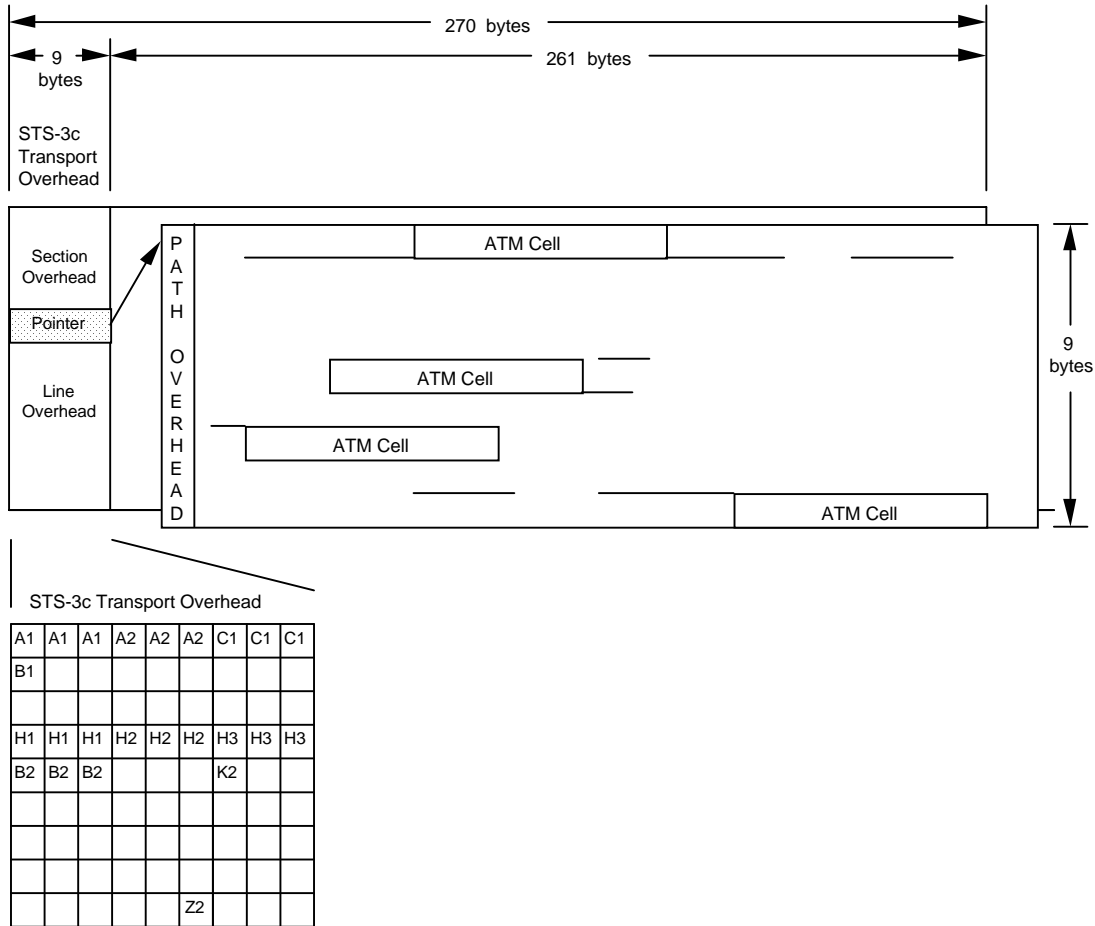 270 bytes
9 bytes
261 bytes
STS-3c
Transport
Overhead
Section
Overhead
Pointer
Line
Overhead
PATH OVERHEAD
ATM Cell
ATM Cell
ATM Cell
ATM Cell
9
bytes
STS-3c Transport Overhead
A1 A1 A1 A2 A2 A2 C1 C1 C1
B1
H1 H1 H1 H2 H2 H2 H3 H3 H3
B2 B2 B2 K2
Z2